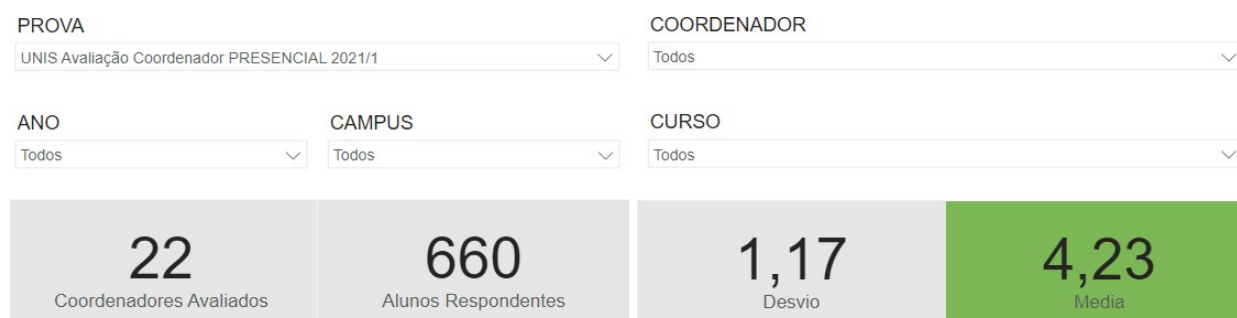 PROVA
UNIS Avaliação Coordenador PRESENCIAL 2021/1
COORDENADOR
Todos
ANO
Todos
CAMPUS
Todos
CURSO
Todos
22
Coordenadores Avaliados
660
Alunos Respondentes
1,17
Desvio
4,23
Media